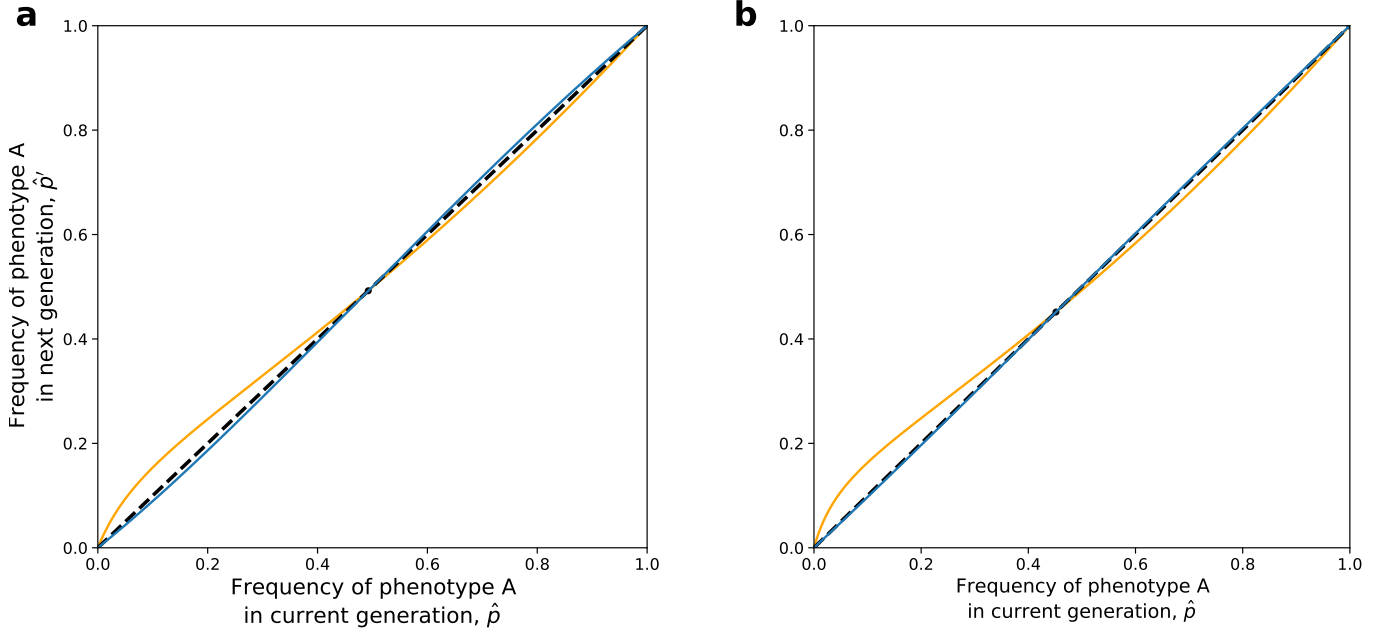 a
1.0
0.8
0.6
0.4
0.2
0.0
Frequency of phenotype A
in next generation, p̂′
0.0 0.2 0.4 0.6 0.8 1.0
Frequency of phenotype A
in current generation, p̂
b
1.0
0.8
0.6
0.4
0.2
0.0
0.0 0.2 0.4 0.6 0.8 1.0
Frequency of phenotype A
in current generation, p̂